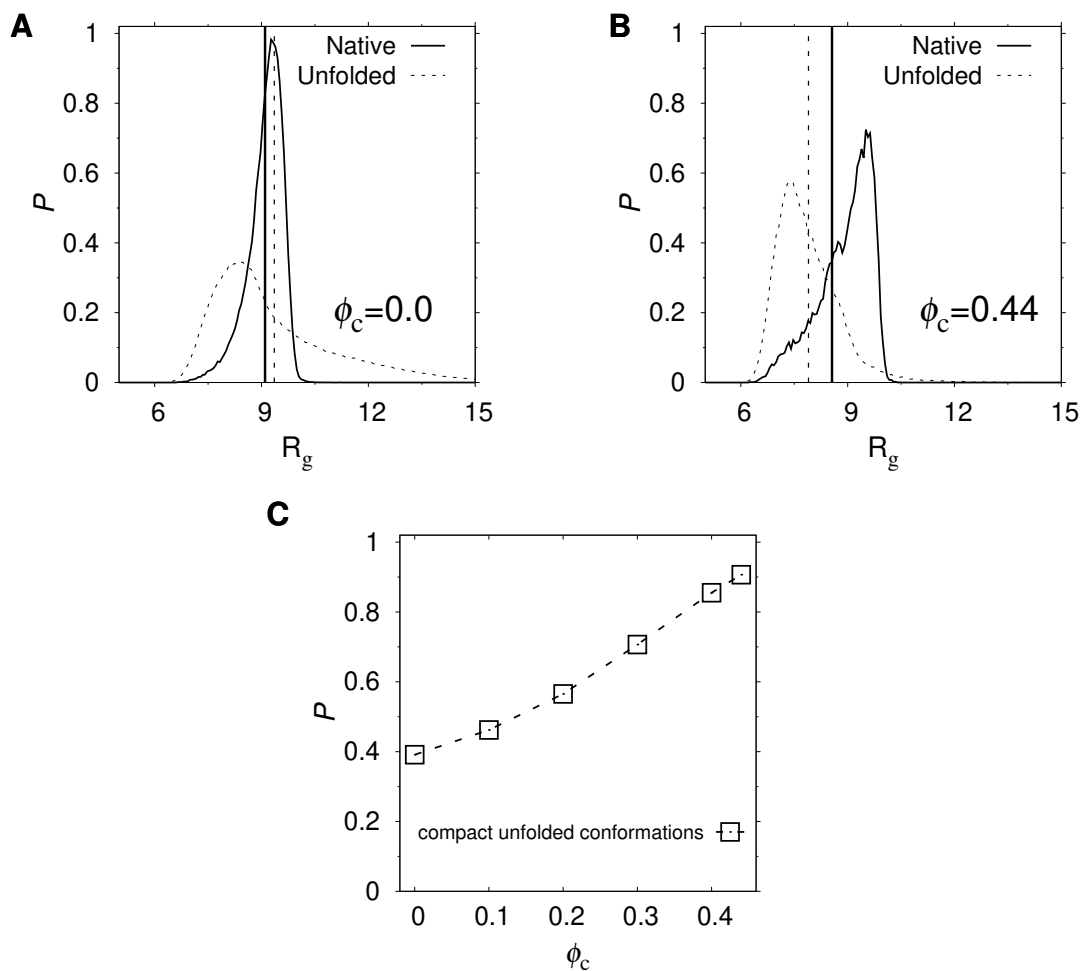 A
1
0.8
0.6
0.4
0.2
0
P
6
9
12
15
Rg
Native
Unfolded
ϕc=0.0
B
1
0.8
0.6
0.4
0.2
0
P
6
9
12
15
Rg
Native
Unfolded
ϕc=0.44
C
1
0.8
0.6
0.4
0.2
0
P
compact unfolded conformations
0
0.1
0.2
0.3
0.4
ϕc